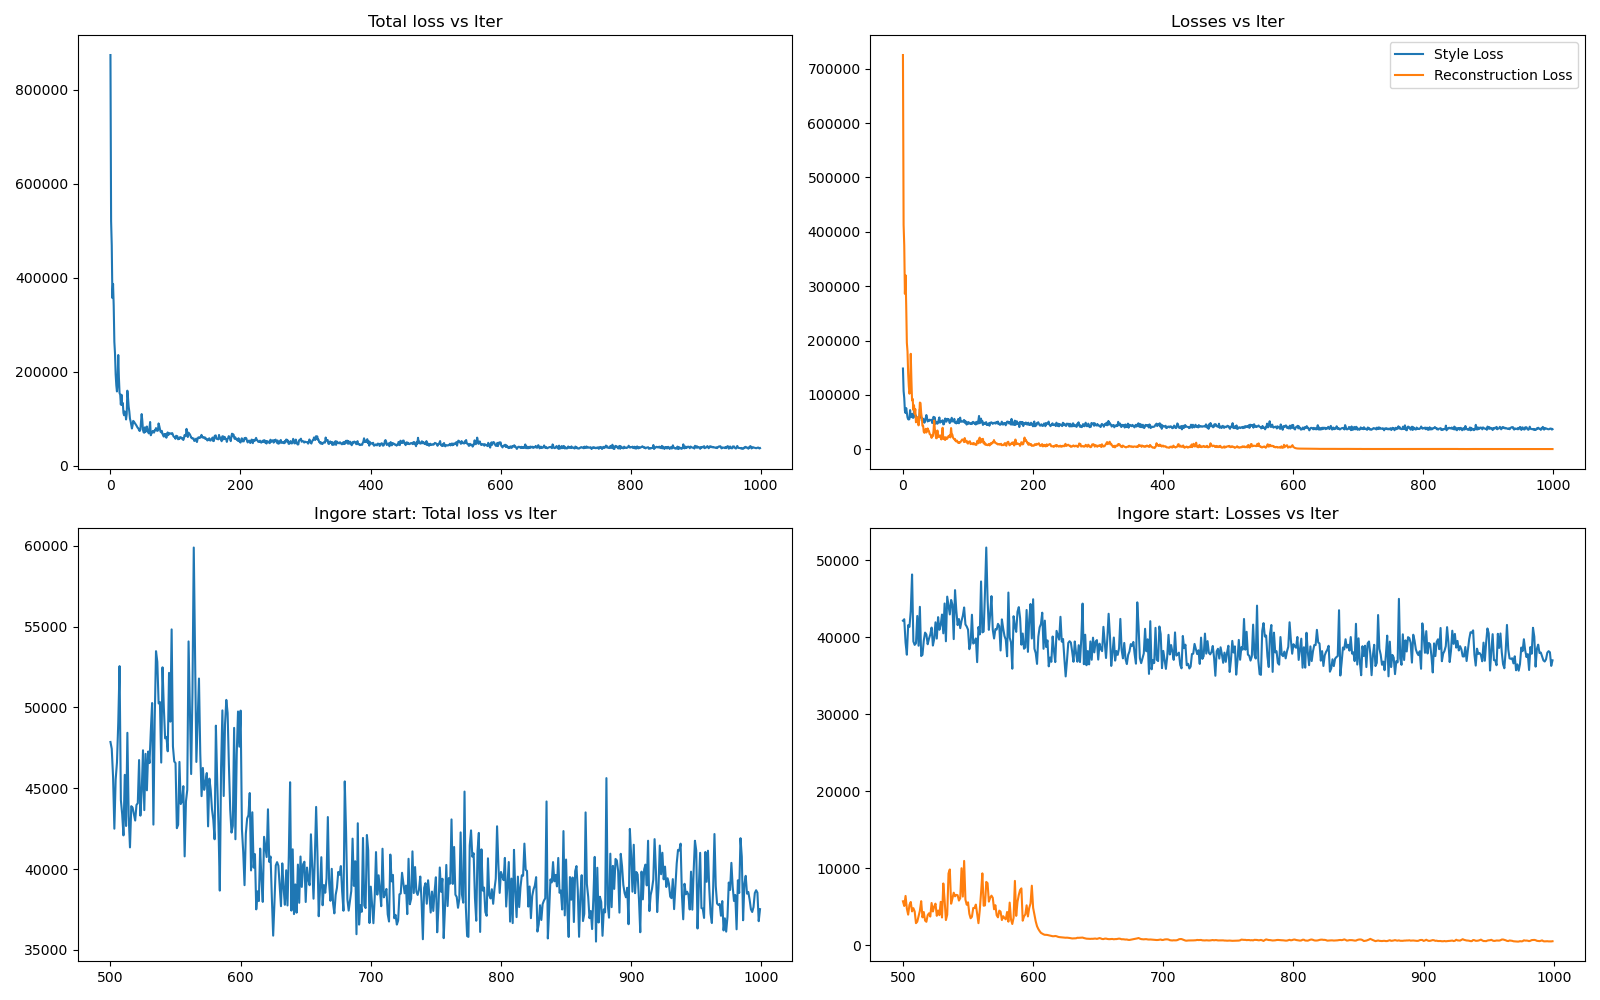 Total loss vs Iter
800000
600000
400000
200000
0
0 200 400 600 800 1000
Losses vs Iter
Style Loss
Reconstruction Loss
700000
600000
500000
400000
300000
200000
100000
0
0 200 400 600 800 1000
Ingore start: Total loss vs Iter
60000
55000
50000
45000
40000
35000
500 600 700 800 900 1000
Ingore start: Losses vs Iter
50000
40000
30000
20000
10000
0
500 600 700 800 900 1000